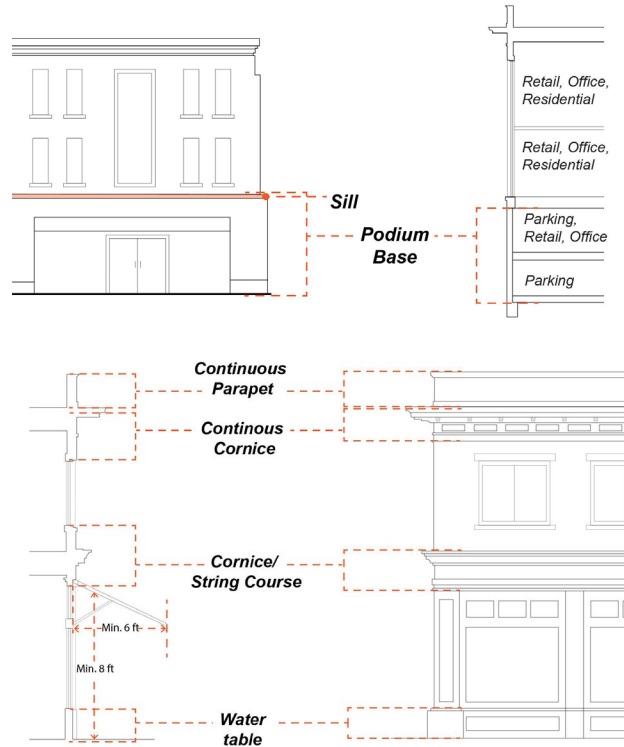 Retail, Office,
Residential
Retail, Office,
Residential
Sill
Podium
Base
Parking,
Retail, Office
Parking
Continuous
Parapet
Continous
Cornice
Cornice/
String Course
Min. 6 ft
Min. 8 ft
Water
table